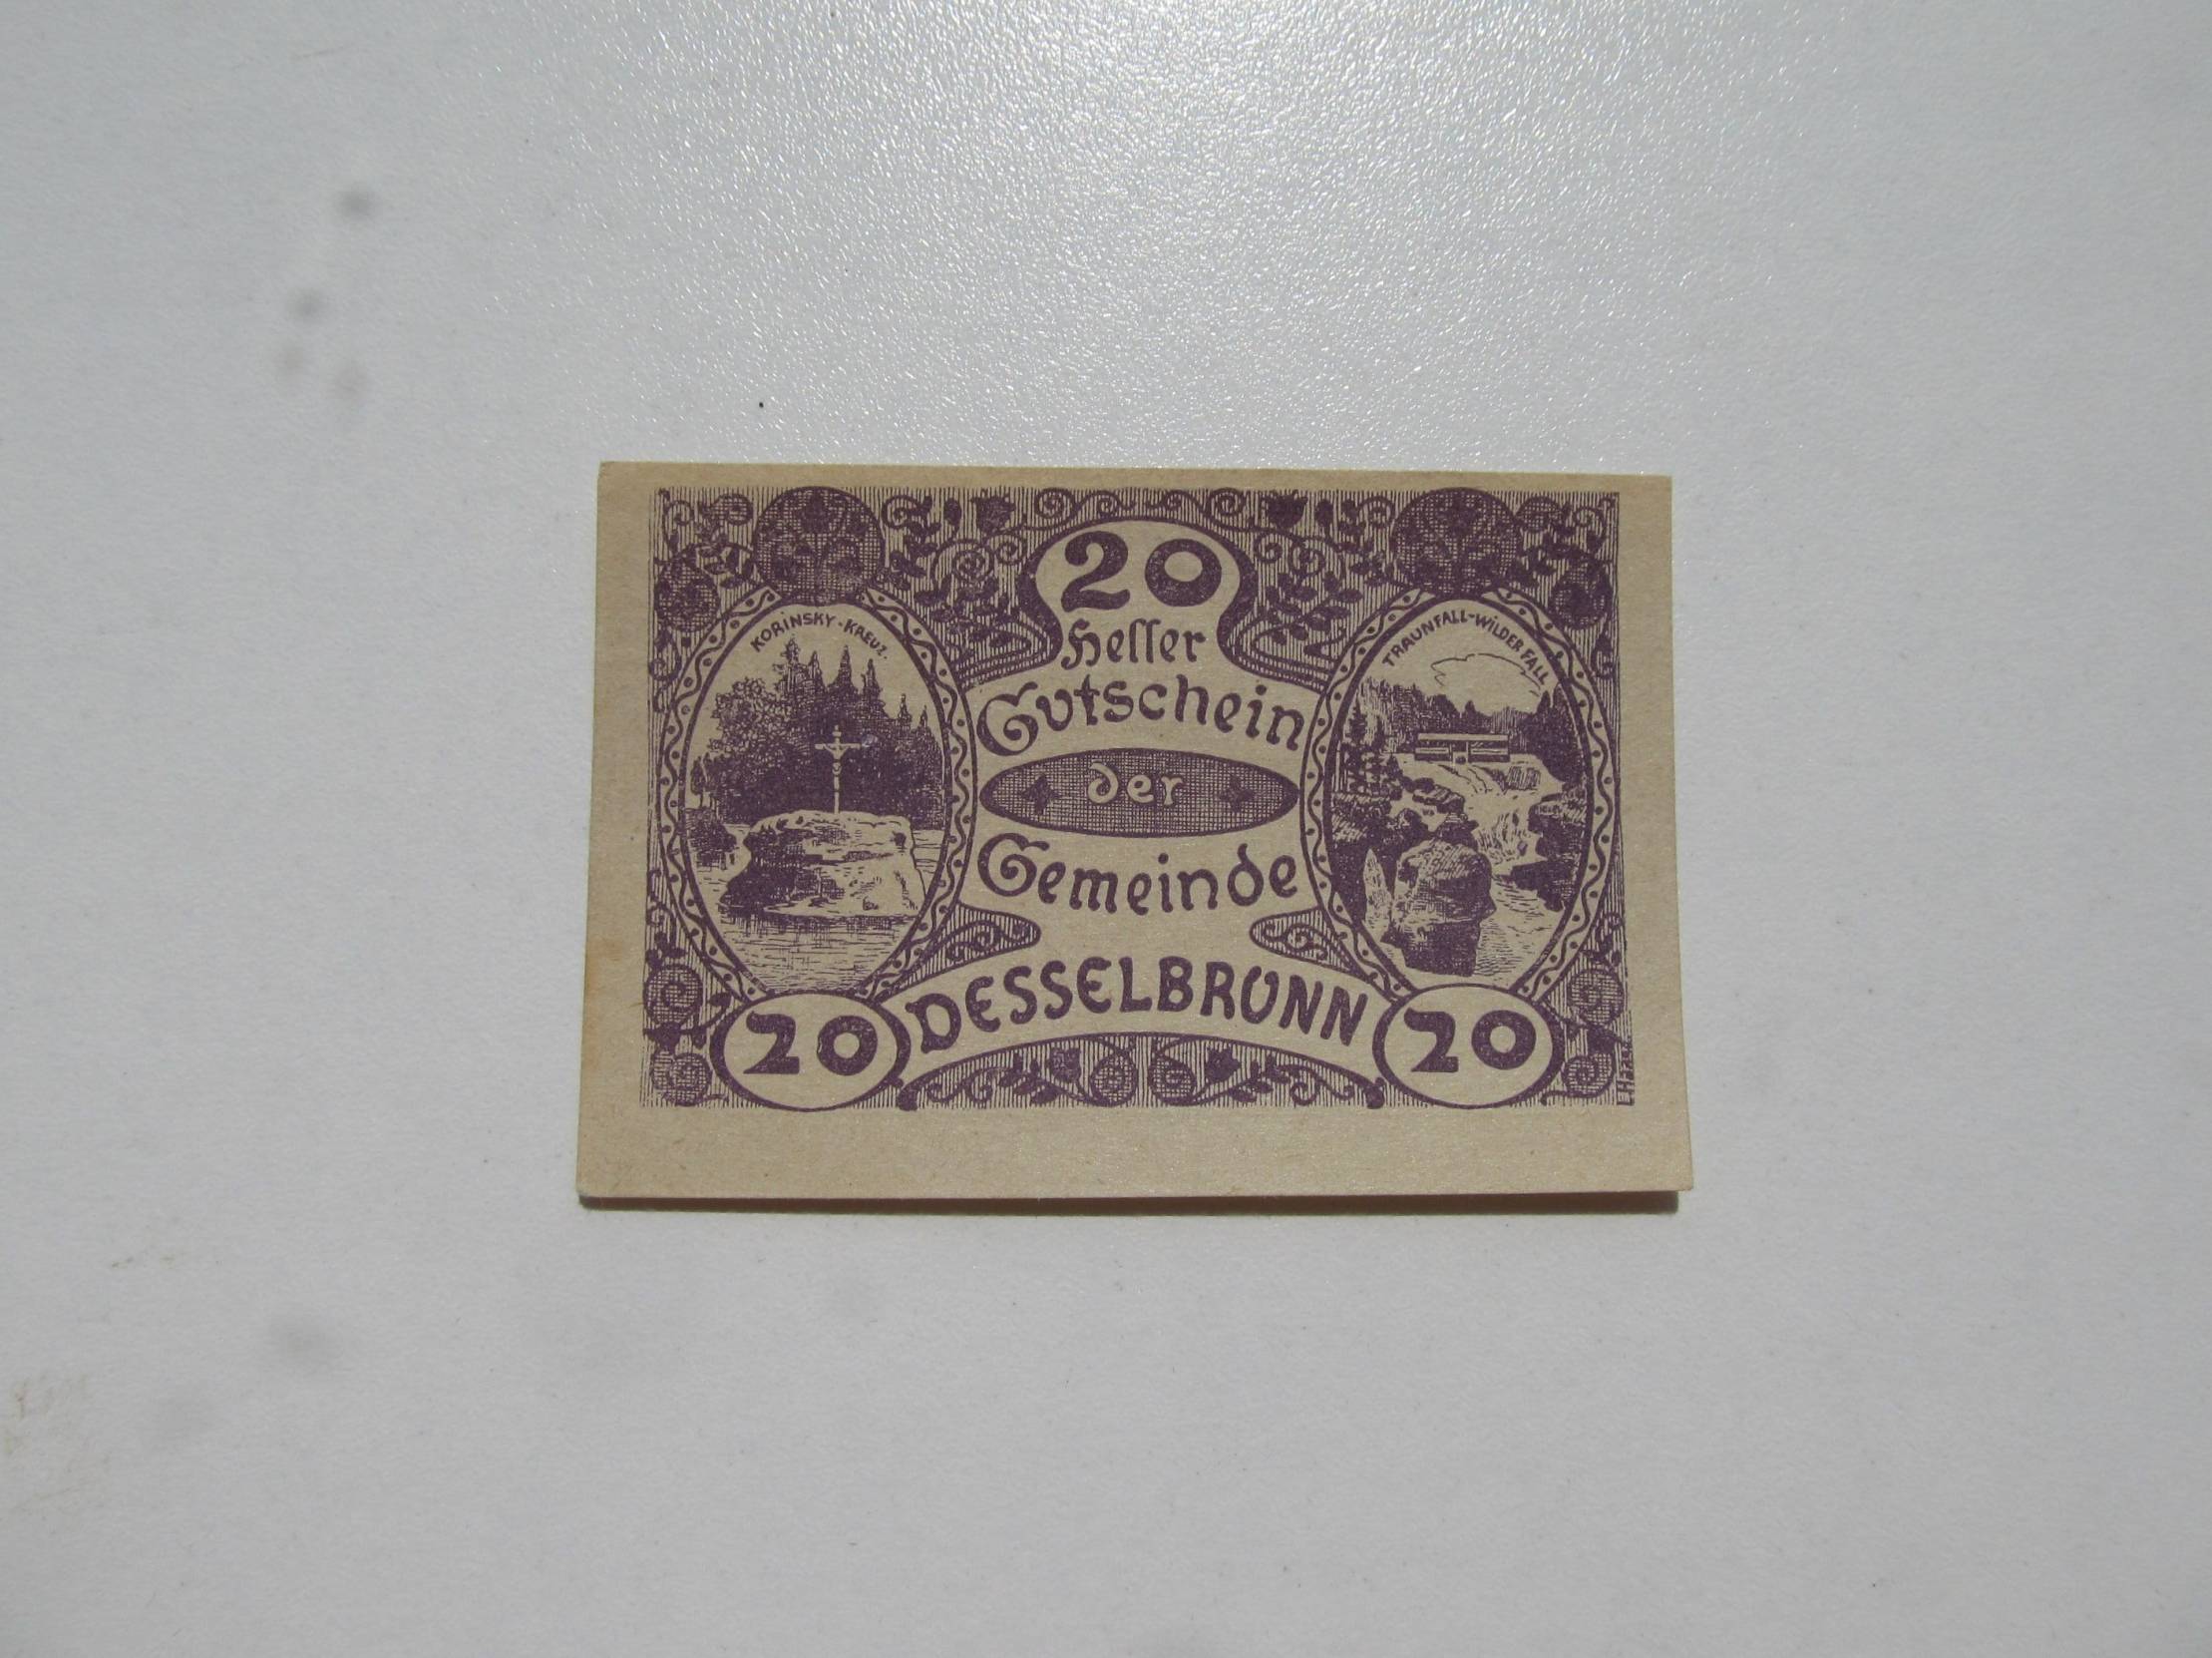 20
Heller
KORINSKY-KREUZ.
TRAUNFALL-WILDER FALL
Gutschein
der
Gemeinde
DESSELBRUNN
20
20